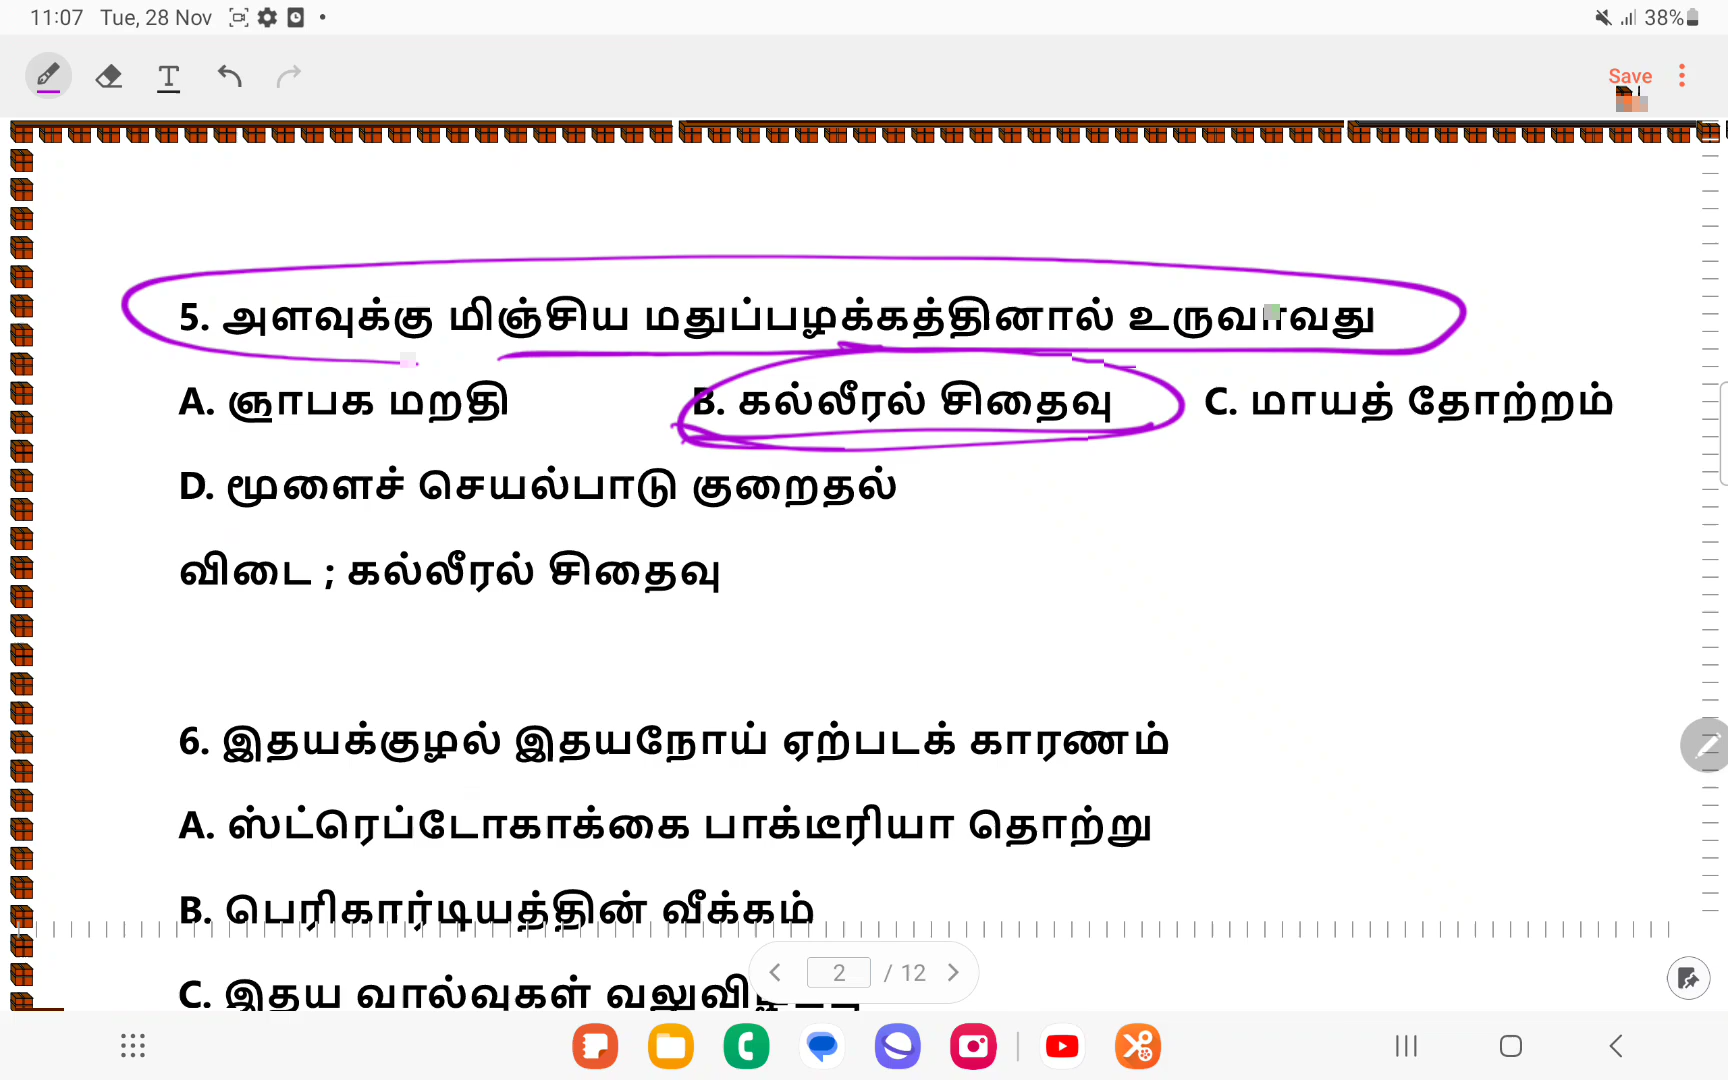 11:07 Tue, 28 Nov
38%
Save
5. அளவுக்கு மிஞ்சிய மதுப்பழக்கத்தினால் உருவாவது
A. ஞாபக மறதி B. கல்லீரல் சிதைவு C. மாயத் தோற்றம்
D. மூளைச் செயல்பாடு குறைதல்
விடை ; கல்லீரல் சிதைவு
6. இதயக்குழல் இதயநோய் ஏற்படக் காரணம்
A. ஸ்ட்ரெப்டோகாக்கை பாக்டீரியா தொற்று
B. பெரிகார்டியத்தின் வீக்கம்
C. இதய வால்வுகள்
2 / 12